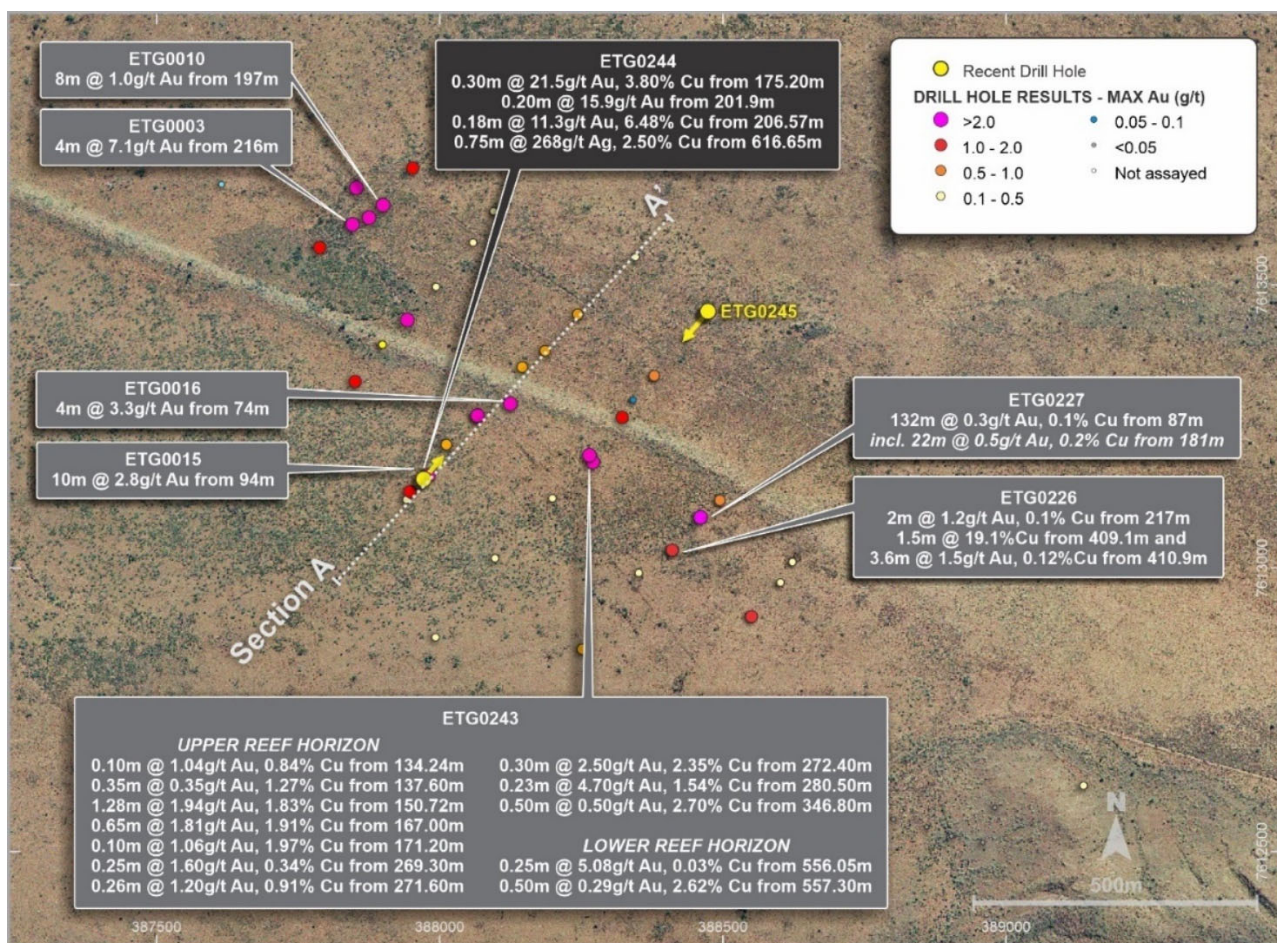 ETG0010
8m @ 1.0g/t Au from 197m
ETG0003
4m @ 7.1g/t Au from 216m
ETG0244
0.30m @ 21.5g/t Au, 3.80% Cu from 175.20m
0.20m @ 15.9g/t Au from 201.9m
0.18m @ 11.3g/t Au, 6.48% Cu from 206.57m
0.75m @ 268g/t Ag, 2.50% Cu from 616.65m
Recent Drill Hole
DRILL HOLE RESULTS - MAX Au (g/t)
>2.0
1.0 - 2.0
0.5 - 1.0
0.1 - 0.5
0.05 - 0.1
<0.05
Not assayed
A'
7613500
ETG0245
ETG0016
4m @ 3.3g/t Au from 74m
ETG0015
10m @ 2.8g/t Au from 94m
ETG0227
132m @ 0.3g/t Au, 0.1% Cu from 87m
incl. 22m @ 0.5g/t Au, 0.2% Cu from 181m
ETG0226
2m @ 1.2g/t Au, 0.1% Cu from 217m
1.5m @ 19.1%Cu from 409.1m and
3.6m @ 1.5g/t Au, 0.12%Cu from 410.9m
7613000
Section A
ETG0243
UPPER REEF HORIZON
0.10m @ 1.04g/t Au, 0.84% Cu from 134.24m
0.35m @ 0.35g/t Au, 1.27% Cu from 137.60m
1.28m @ 1.94g/t Au, 1.83% Cu from 150.72m
0.65m @ 1.81g/t Au, 1.91% Cu from 167.00m
0.10m @ 1.06g/t Au, 1.97% Cu from 171.20m
0.25m @ 1.60g/t Au, 0.34% Cu from 269.30m
0.26m @ 1.20g/t Au, 0.91% Cu from 271.60m
0.30m @ 2.50g/t Au, 2.35% Cu from 272.40m
0.23m @ 4.70g/t Au, 1.54% Cu from 280.50m
0.50m @ 0.50g/t Au, 2.70% Cu from 346.80m
LOWER REEF HORIZON
0.25m @ 5.08g/t Au, 0.03% Cu from 556.05m
0.50m @ 0.29g/t Au, 2.62% Cu from 557.30m
N
500m
7612500
387500
388000
388500
389000